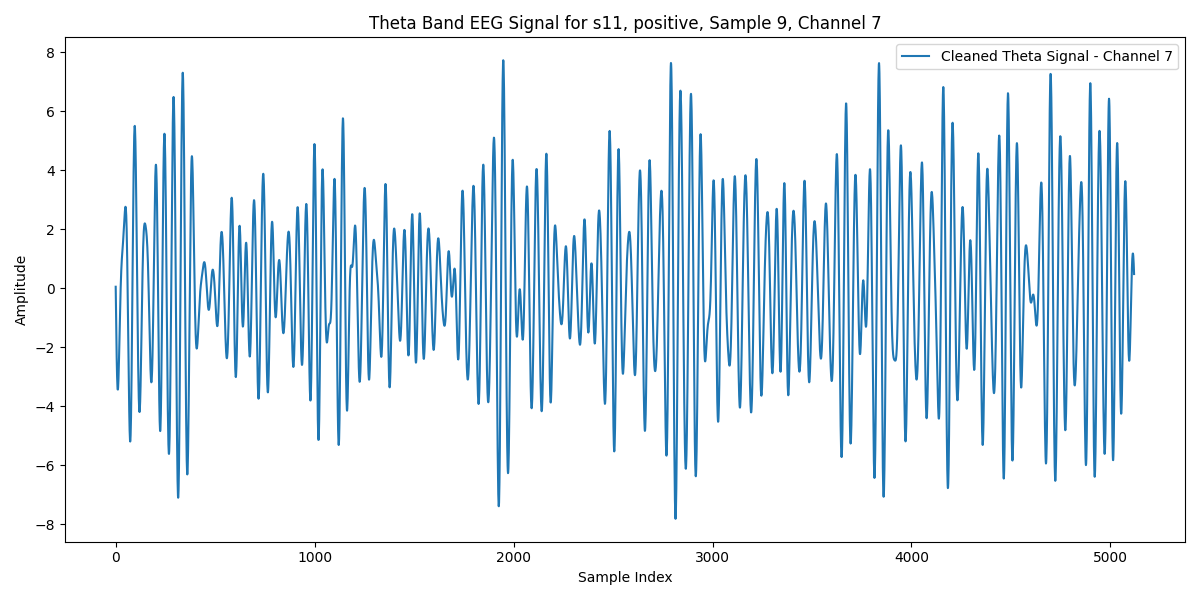 Theta Band EEG Signal for s11, positive, Sample 9, Channel 7
Cleaned Theta Signal - Channel 7
Amplitude
8
6
4
2
0
−2
−4
−6
−8
0 1000 2000 3000 4000 5000
Sample Index